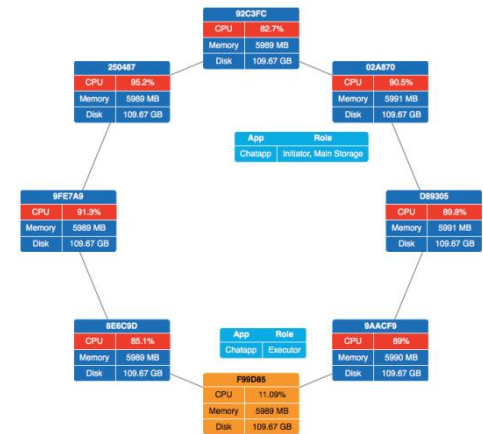 92C3FC
CPU 82.7%
Memory 5989 MB
Disk 109.67 GB
250487
CPU 95.2%
Memory 5989 MB
Disk 109.67 GB
02A870
CPU 90.5%
Memory 5991 MB
Disk 109.67 GB
App Role
Chatapp Initiator, Main Storage
9FE7A9
CPU 91.3%
Memory 5989 MB
Disk 109.67 GB
D89305
CPU 89.8%
Memory 5991 MB
Disk 109.67 GB
8E6C9D
CPU 85.1%
Memory 5989 MB
Disk 109.67 GB
App Role
Chatapp Executor
9AACF9
CPU 89%
Memory 5990 MB
Disk 109.67 GB
F99D85
CPU 11.09%
Memory 5989 MB
Disk 109.67 GB